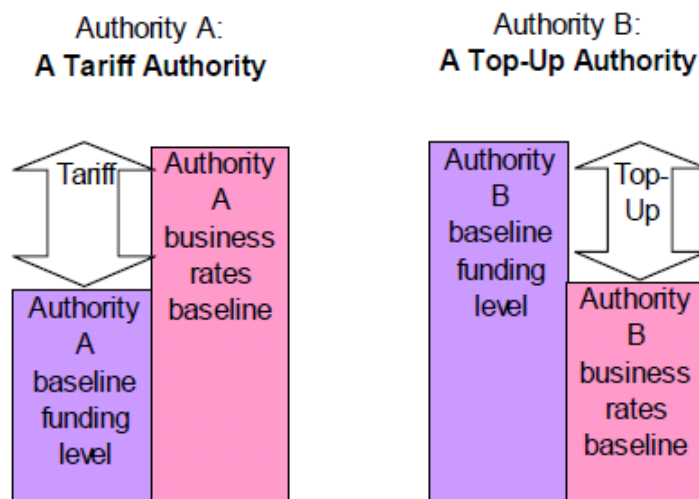 Authority A:
A Tariff Authority
Authority B:
A Top-Up Authority
Tariff
Authority
A
business
rates
baseline
Authority
A
baseline
funding
level
Authority
B
baseline
funding
level
Top-
Up
Authority
B
business
rates
baseline